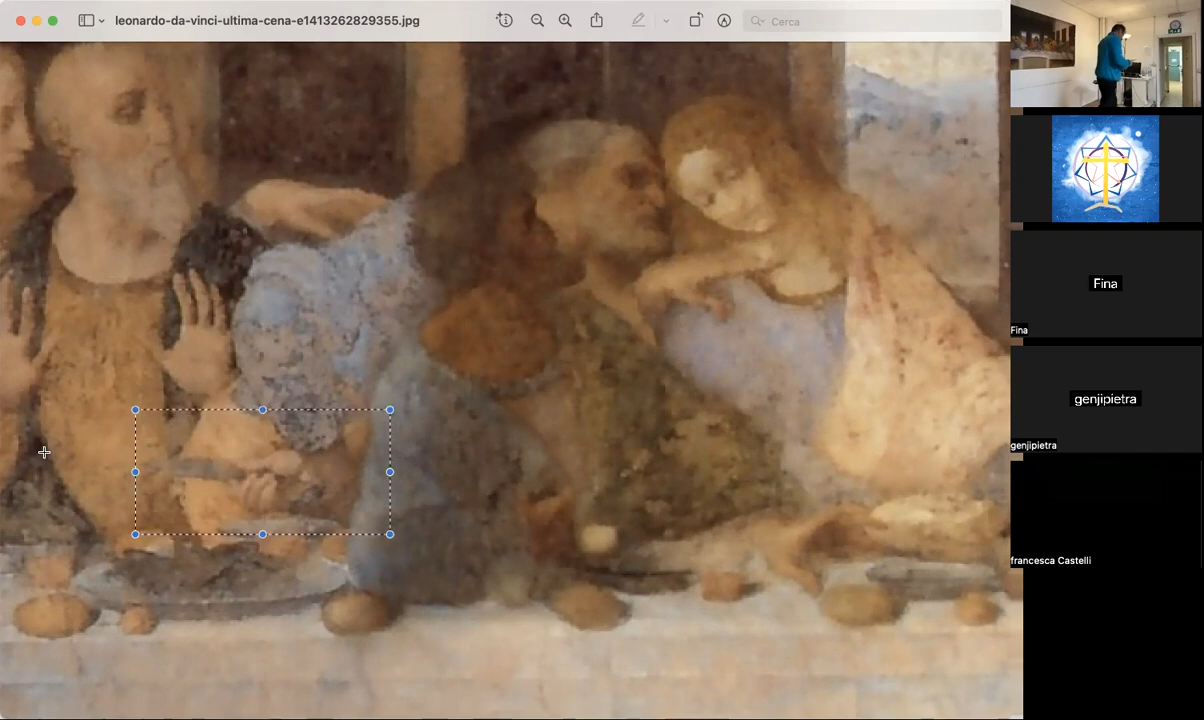 leonardo-da-vinci-ultima-cena-e1413262829355.jpg
Cerca
Fina
Fina
genjipietra
genjipietra
francesca Castelli